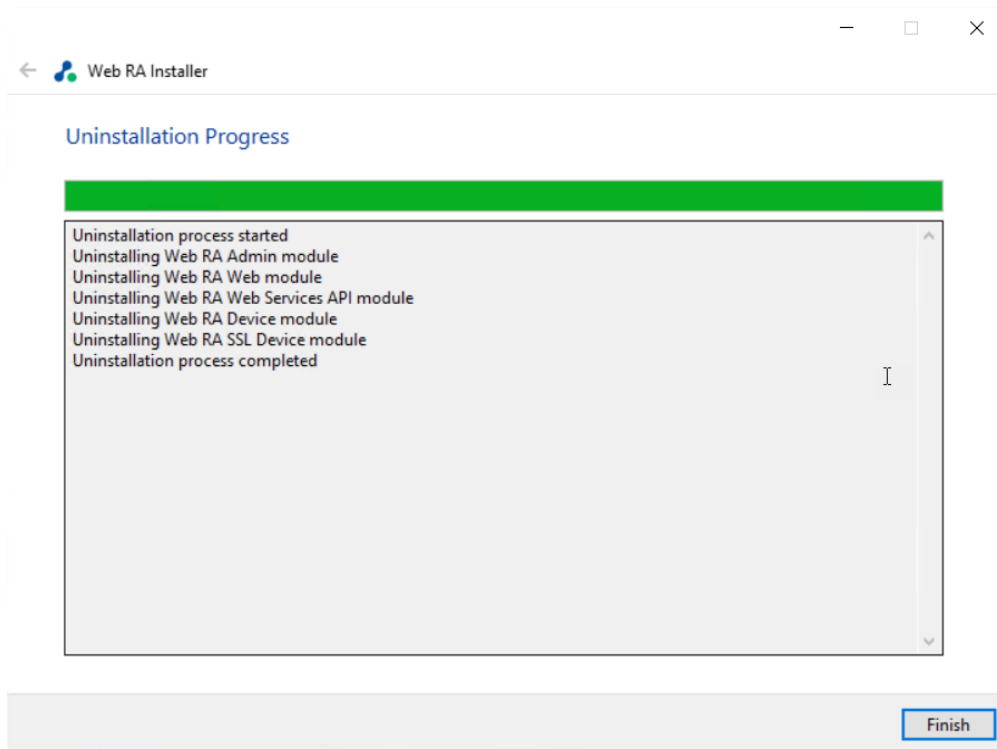 Web RA Installer
Uninstallation Progress
Uninstallation process started
Uninstalling Web RA Admin module
Uninstalling Web RA Web module
Uninstalling Web RA Web Services API module
Uninstalling Web RA Device module
Uninstalling Web RA SSL Device module
Uninstallation process completed
Finish